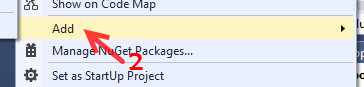 Show on Code Map
Add
2
Manage NuGet Packages...
Set as StartUp Project